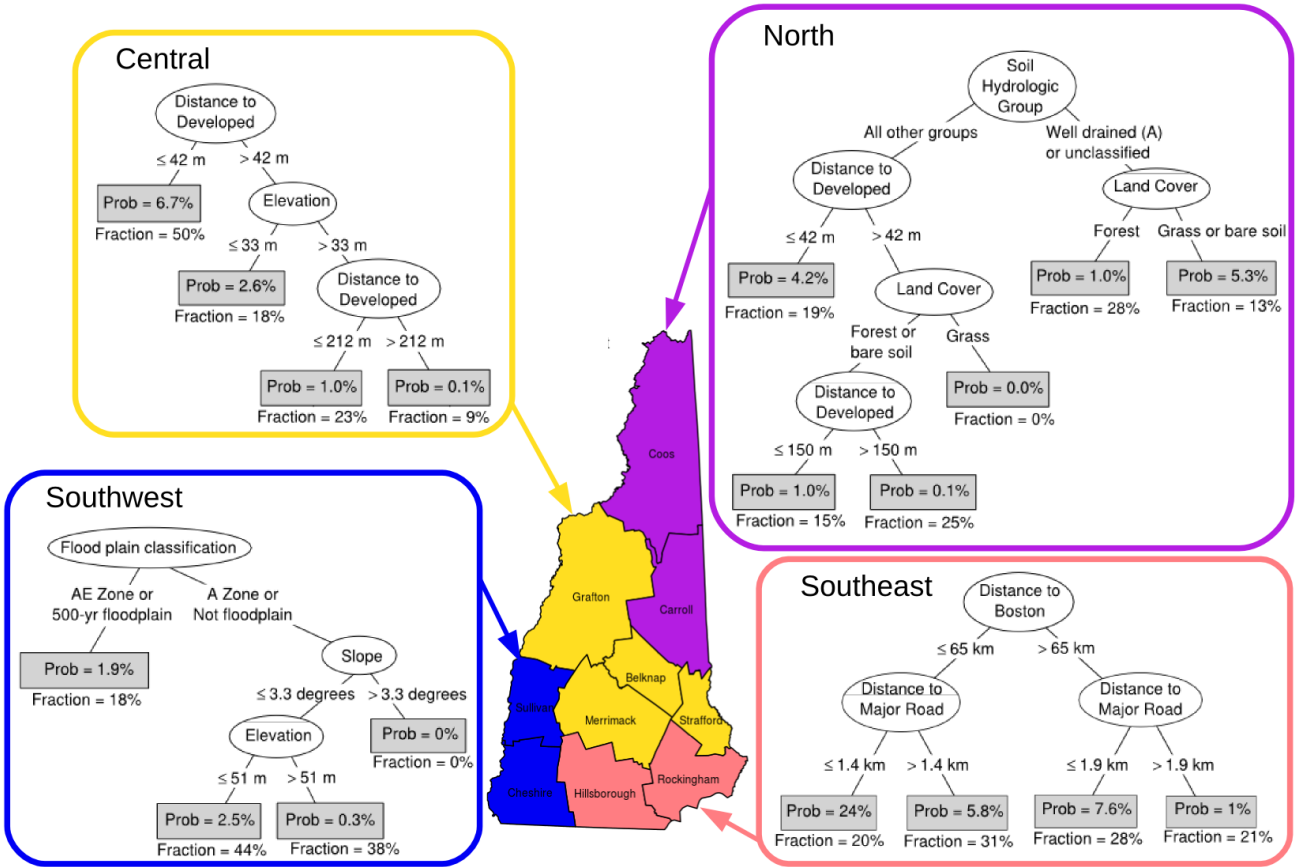 Central
Distance to
Developed
≤ 42 m
> 42 m
Prob = 6.7%
Fraction = 50%
Elevation
≤ 33 m
> 33 m
Prob = 2.6%
Fraction = 18%
Distance to
Developed
≤ 212 m
> 212 m
Prob = 1.0%
Fraction = 23%
Prob = 0.1%
Fraction = 9%
North
Soil
Hydrologic
Group
All other groups
Well drained (A)
or unclassified
Distance to
Developed
Land Cover
≤ 42 m
> 42 m
Forest
Grass or bare soil
Prob = 4.2%
Fraction = 19%
Land Cover
Prob = 1.0%
Fraction = 28%
Prob = 5.3%
Fraction = 13%
Forest or
bare soil
Grass
Distance to
Developed
Prob = 0.0%
Fraction = 0%
≤ 150 m
> 150 m
Prob = 1.0%
Fraction = 15%
Prob = 0.1%
Fraction = 25%
:
Coos
Grafton
Carroll
Belknap
Sullivan
Merrimack
Strafford
Cheshire
Hillsborough
Rockingham
Southwest
Flood plain classification
AE Zone or
500-yr floodplain
A Zone or
Not floodplain
Prob = 1.9%
Fraction = 18%
Slope
≤ 3.3 degrees
> 3.3 degrees
Elevation
Prob = 0%
Fraction = 0%
≤ 51 m
> 51 m
Prob = 2.5%
Fraction = 44%
Prob = 0.3%
Fraction = 38%
Southeast
Distance to
Boston
≤ 65 km
> 65 km
Distance to
Major Road
Distance to
Major Road
≤ 1.4 km
> 1.4 km
≤ 1.9 km
> 1.9 km
Prob = 24%
Fraction = 20%
Prob = 5.8%
Fraction = 31%
Prob = 7.6%
Fraction = 28%
Prob = 1%
Fraction = 21%